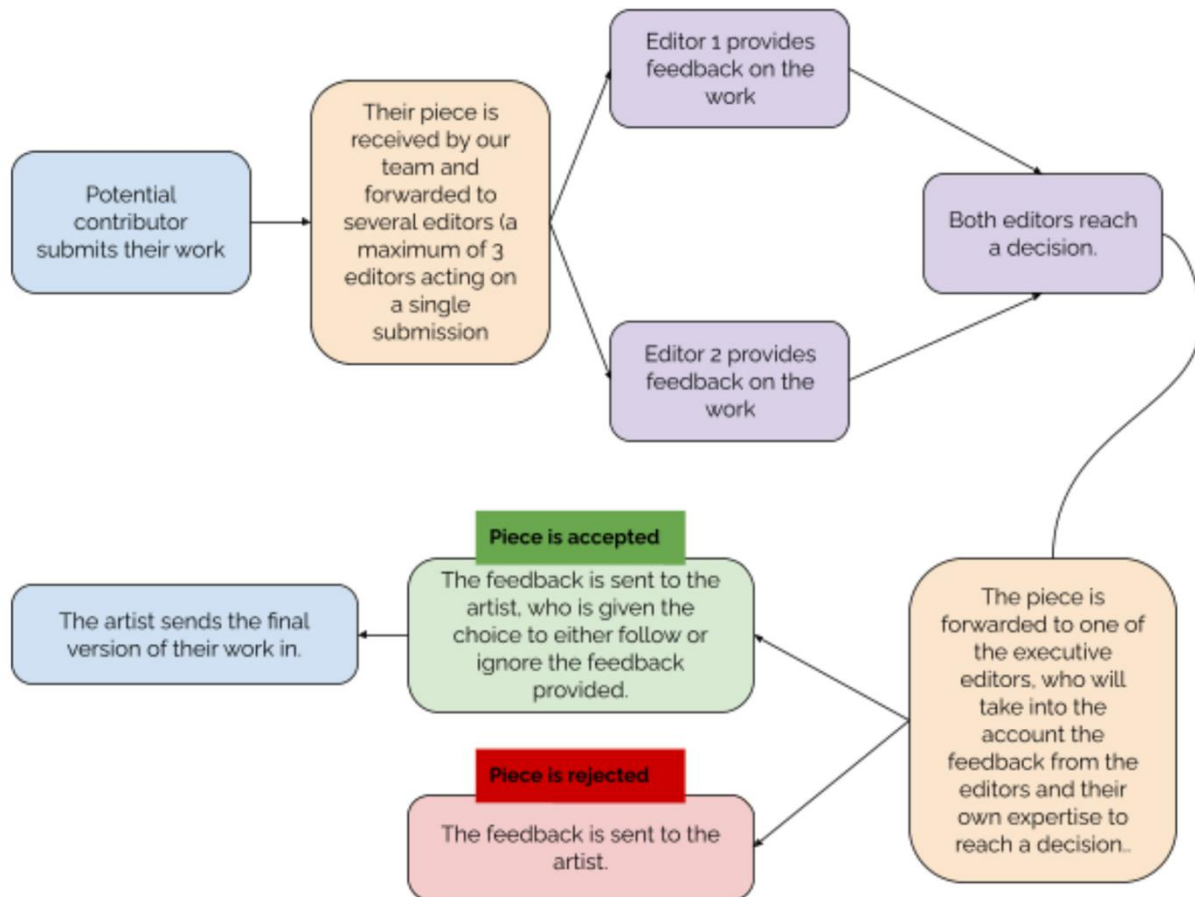 Potential
contributor
submits their work
Their piece is
received by our
team and
forwarded to
several editors (a
maximum of 3
editors acting on
a single
submission
Editor 1 provides
feedback on the
work
Editor 2 provides
feedback on the
work
Both editors reach
a decision.
The piece is
forwarded to one of
the executive
editors, who will
take into the
account the
feedback from the
editors and their
own expertise to
reach a decision..
Piece is accepted
The feedback is sent to the
artist, who is given the
choice to either follow or
ignore the feedback
provided.
The artist sends the final
version of their work in.
Piece is rejected
The feedback is sent to the
artist.